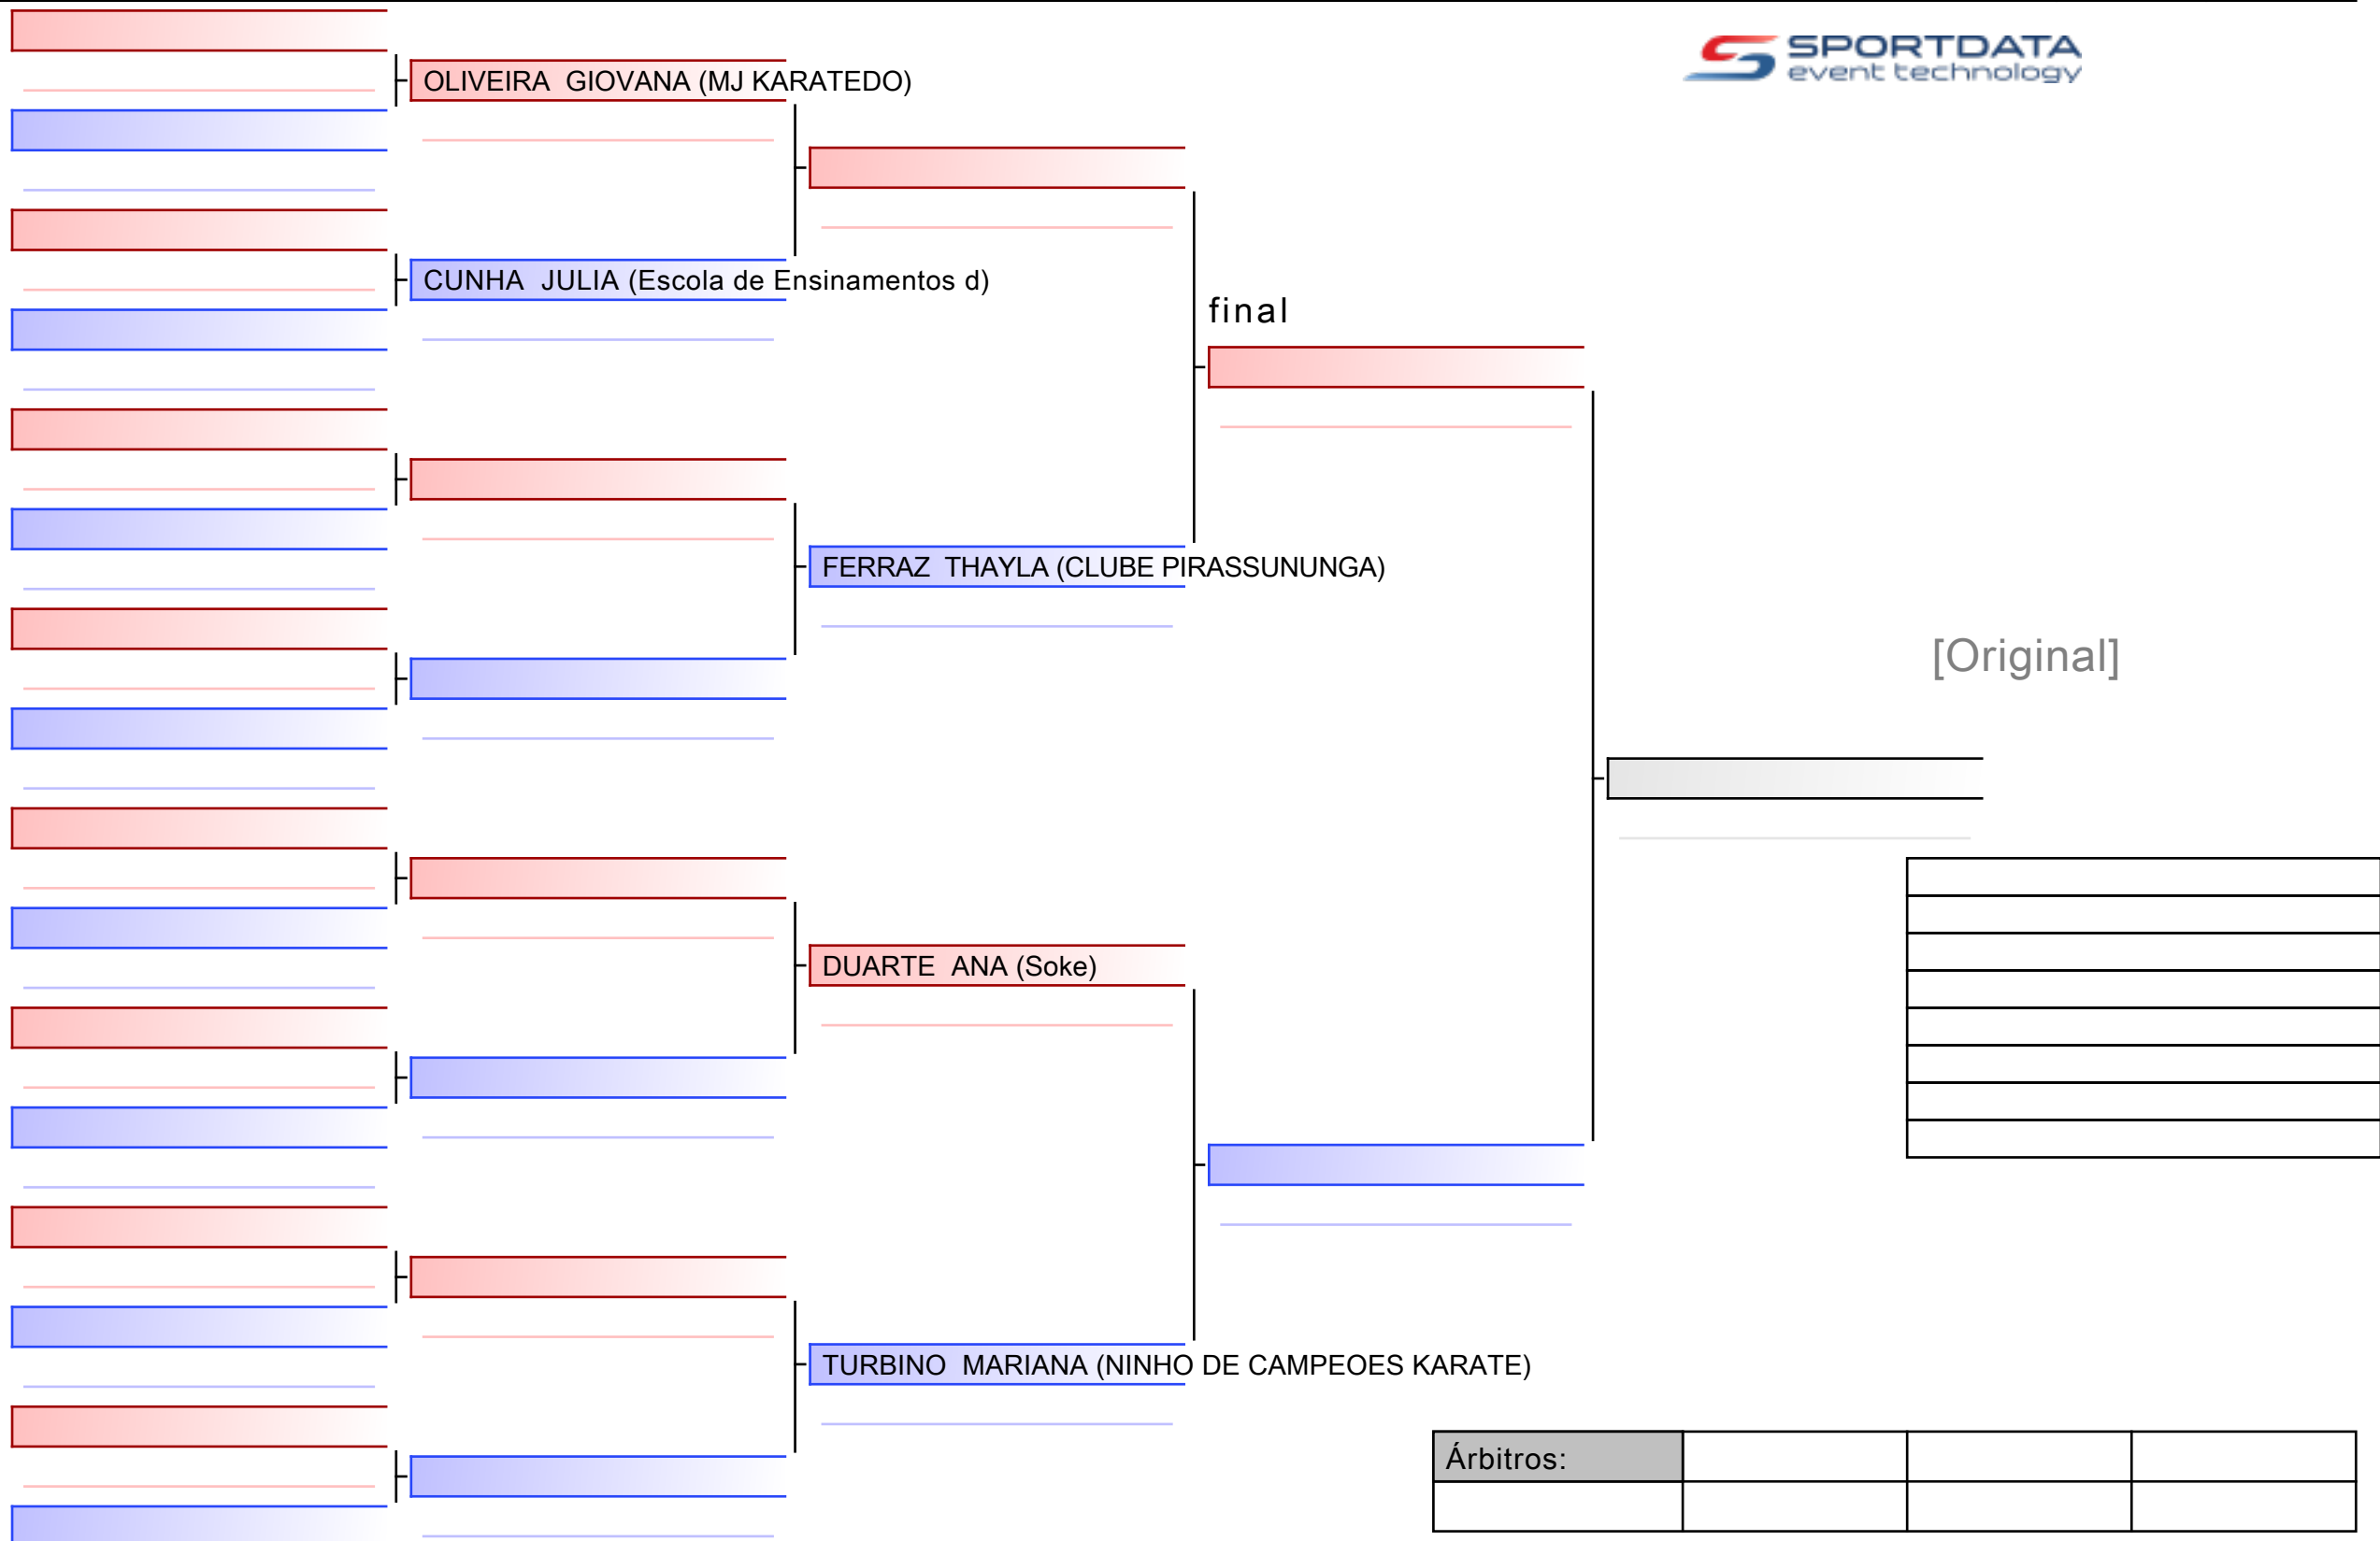 SPORTDATA
event technology
OLIVEIRA  GIOVANA (MJ KARATEDO)
CUNHA  JULIA (Escola de Ensinamentos d)
final
FERRAZ  THAYLA (CLUBE PIRASSUNUNGA)
[Original]
DUARTE  ANA (Soke)
TURBINO  MARIANA (NINHO DE CAMPEOES KARATE)
Árbitros: